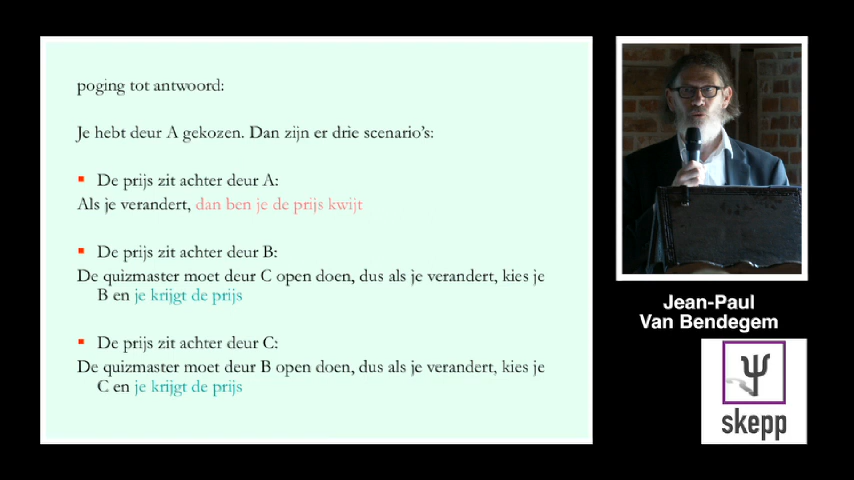 poging tot antwoord:
Je hebt deur A gekozen. Dan zijn er drie scenario's:
▪ De prijs zit achter deur A:
Als je verandert, dan ben je de prijs kwijt
▪ De prijs zit achter deur B:
De quizmaster moet deur C open doen, dus als je verandert, kies je
B en je krijgt de prijs
▪ De prijs zit achter deur C:
De quizmaster moet deur B open doen, dus als je verandert, kies je
C en je krijgt de prijs
Jean-Paul
Van Bendegem
Ψ
skepp